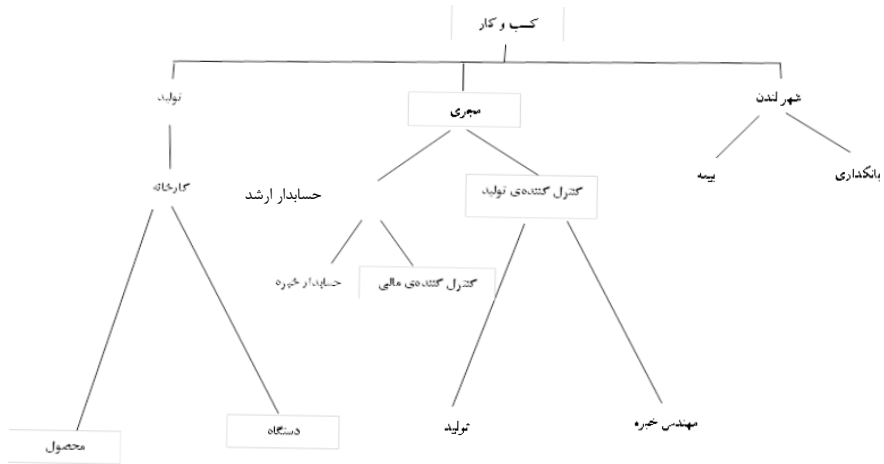 کسب و کار
شهر لندن
مجری
تولید
بانکداری
بیمه
کنترل کننده‌ی تولید
حسابدار ارشد
کارخانه
کنترل کننده‌ی مالی
حسابدار خبره
مهندس خبره
تولید
دستگاه
محصول